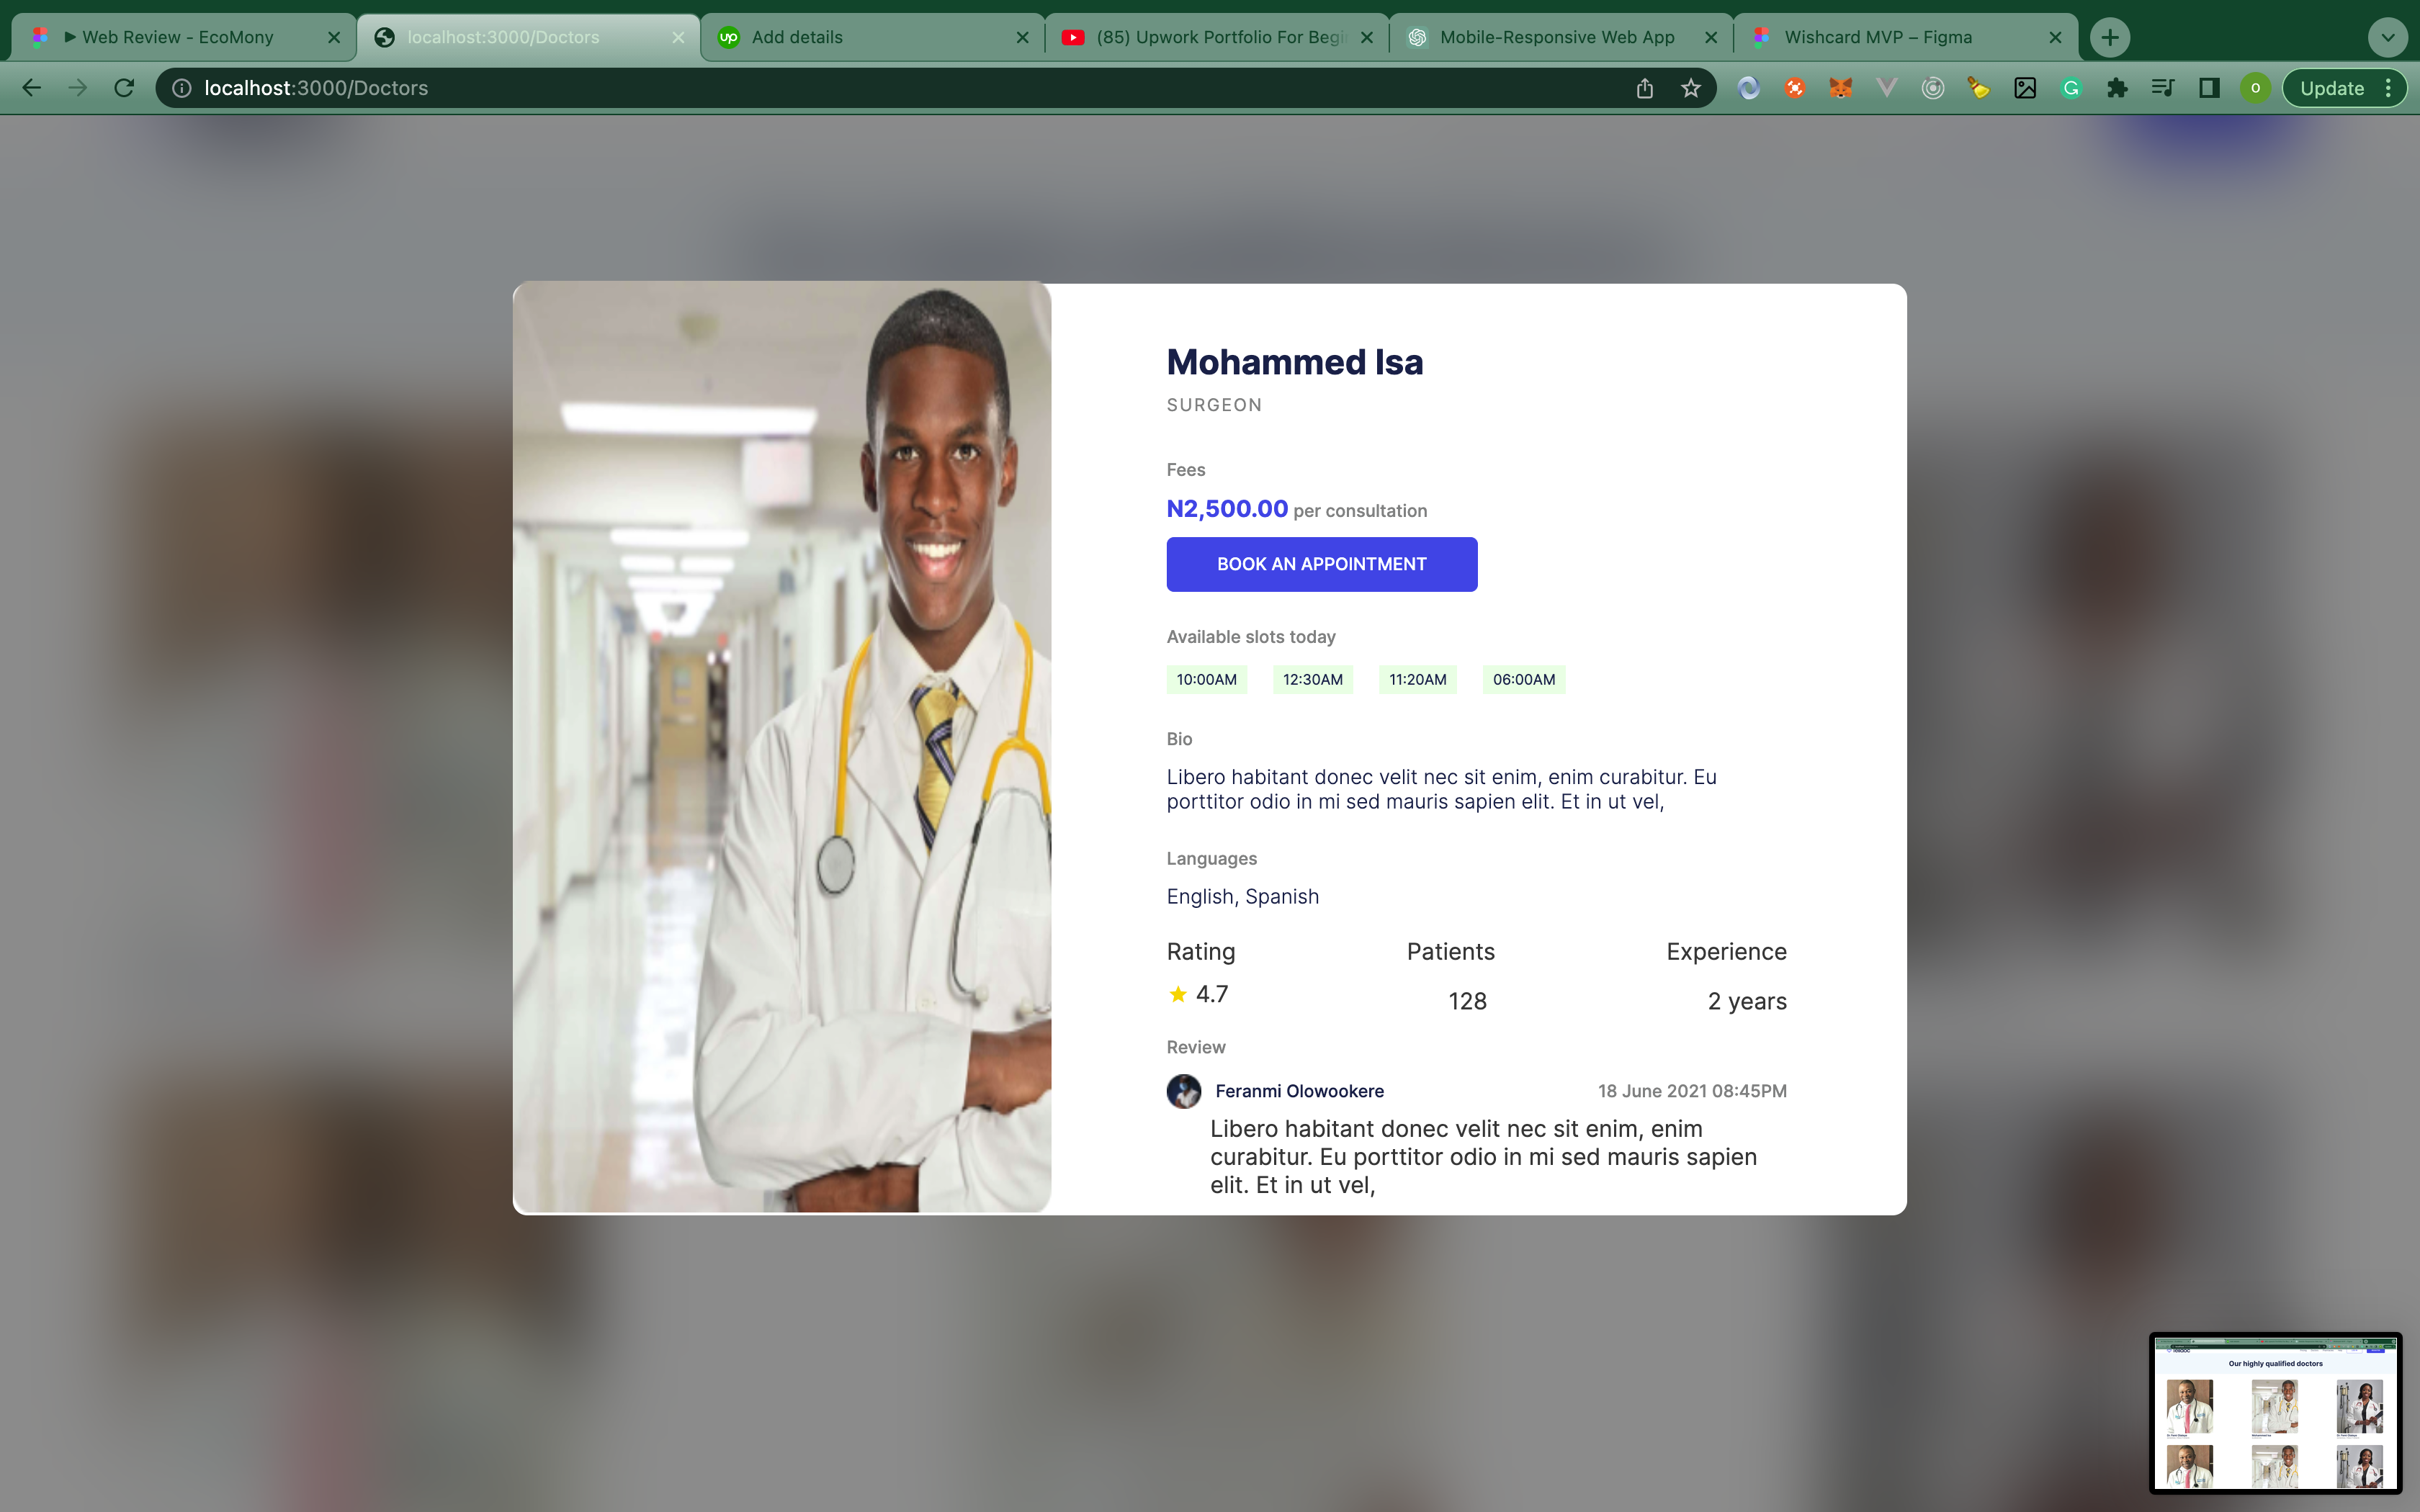 Web Review - EcoMony
localhost:3000/Doctors
Add details
(85) Upwork Portfolio For Begi
Mobile-Responsive Web App
Wishcard MVP – Figma
localhost:3000/Doctors
Update
Mohammed Isa
SURGEON
Fees
N2,500.00 per consultation
BOOK AN APPOINTMENT
Available slots today
10:00AM 12:30AM 11:20AM 06:00AM
Bio
Libero habitant donec velit nec sit enim, enim curabitur. Eu
porttitor odio in mi sed mauris sapien elit. Et in ut vel,
Languages
English, Spanish
Rating Patients Experience
4.7 128 2 years
Review
Feranmi Olowookere 18 June 2021 08:45PM
Libero habitant donec velit nec sit enim, enim
curabitur. Eu porttitor odio in mi sed mauris sapien
elit. Et in ut vel,
Our highly qualified doctors